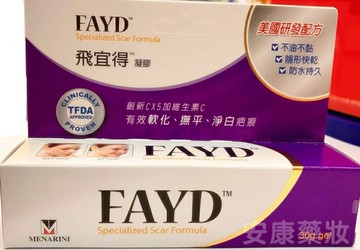 FAYD™
Specialized Scar Formula
飛宜得™
凝膠
美國研發配方
不油不黏
隱形快乾
防水持久
CLINICALLY
TFDA
APPROVED
PROVEN
創新CX5加維生素C
有效軟化、撫平、淨白疤痕
FAYD™
Specialized Scar Formula
MENARINI
30g gel
安康藥妝